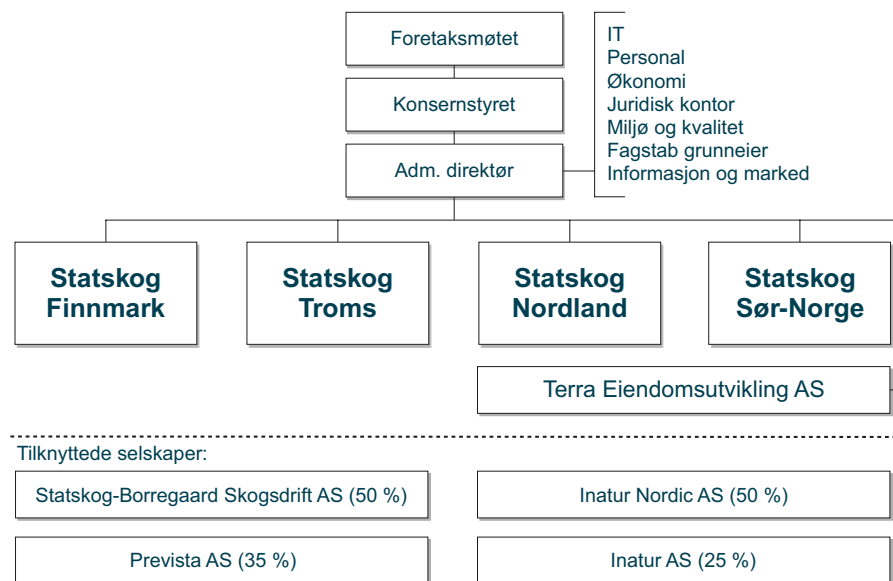 Foretaksmøtet
Konsernstyret
Adm. direktør
IT
Personal
Økonomi
Juridisk kontor
Miljø og kvalitet
Fagstab grunneier
Informasjon og marked
Statskog
Finnmark
Statskog
Troms
Statskog
Nordland
Statskog
Sør-Norge
Terra Eiendomsutvikling AS
Tilknyttede selskaper:
Statskog-Borregaard Skogsdrift AS (50 %)
Inatur Nordic AS (50 %)
Prevista AS (35 %)
Inatur AS (25 %)